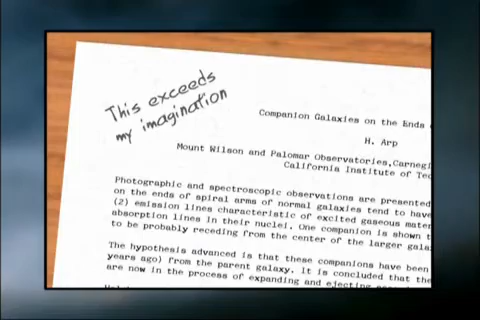 This exceeds
my imagination
Companion Galaxies on the Ends
H. Arp
Mount Wilson and Palomar Observatories, Carneg
California Institute of Tec
Photographic and spectroscopic observations are presented
on the ends of spiral arms of normal galaxies tend to have
(2) emission lines characteristic of excited gaseous mater
absorption lines in their nuclei. One companion is shown t
to be probably receding from the center of the larger gala
The hypothesis advanced is that these companions have been
years ago) from the parent galaxy. It is concluded that the
are now in the process of expanding and ejecting